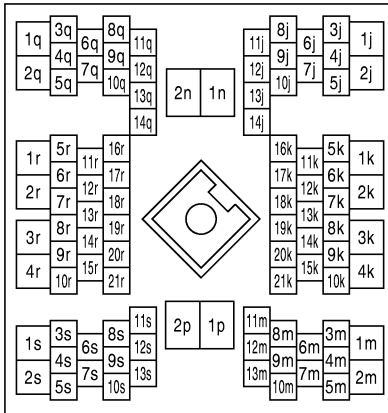 1q 3q 6q 8q 11q 11j 8j 6j 3j 1j
2q 4q 7q 9q 12q 12j 9j 7j 4j 2j
5q 10q 13q 13j 10j 5j
14q 14j
2n 1n
1r 5r 11r 16r 16k 11k 5k 1k
2r 6r 12r 17r 17k 12k 6k 2k
3r 7r 13r 18r 18k 13k 7k 3k
4r 8r 14r 19r 19k 14k 8k 4k
9r 15r 20r 20k 15k 9k
10r 21r 21k 10k
2p 1p
1s 3s 6s 8s 11s 11m 8m 6m 3m 1m
2s 4s 7s 9s 12s 12m 9m 7m 4m 2m
5s 10s 13s 13m 10m 5m